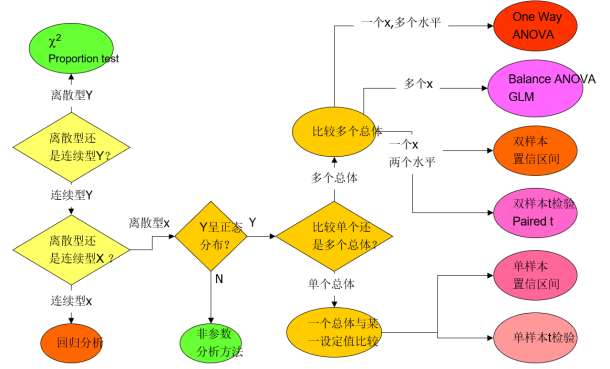 χ²
Proportion test
离散型Y
离散型还
是连续型Y？
连续型Y
离散型还
是连续型X？
连续型x
回归分析
离散型x
Y呈正态
分布？
N
非参数
分析方法
Y
比较单个还
是多个总体？
多个总体
比较多个总体
单个总体
一个总体与某
一设定值比较
一个x,多个水平
One Way
ANOVA
多个x
Balance ANOVA
GLM
一个x
两个水平
双样本
置信区间
双样本t检验
Paired t
单样本
置信区间
单样本t检验